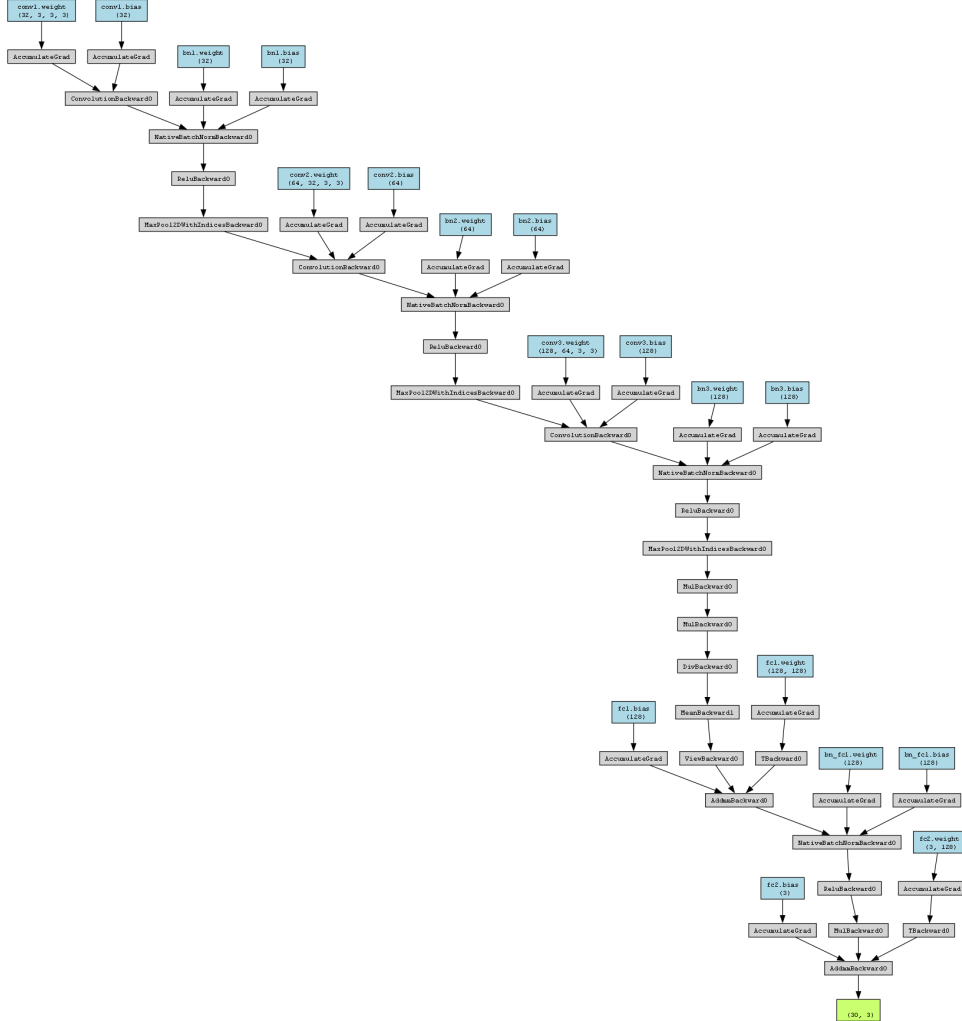 conv1.weight
(32, 3, 3, 3)
conv1.bias
(32)
AccumulateGrad
AccumulateGrad
bn1.weight
(32)
bn1.bias
(32)
ConvolutionBackward0
AccumulateGrad
AccumulateGrad
NativeBatchNormBackward0
ReluBackward0
conv2.weight
(64, 32, 3, 3)
conv2.bias
(64)
MaxPool2DWithIndicesBackward0
AccumulateGrad
AccumulateGrad
bn2.weight
(64)
bn2.bias
(64)
ConvolutionBackward0
AccumulateGrad
AccumulateGrad
NativeBatchNormBackward0
ReluBackward0
conv3.weight
(128, 64, 3, 3)
conv3.bias
(128)
MaxPool2DWithIndicesBackward0
AccumulateGrad
AccumulateGrad
bn3.weight
(128)
bn3.bias
(128)
ConvolutionBackward0
AccumulateGrad
AccumulateGrad
NativeBatchNormBackward0
ReluBackward0
MaxPool2DWithIndicesBackward0
MulBackward0
MulBackward0
DivBackward0
fc1.weight
(128, 128)
fc1.bias
(128)
MeanBackward1
AccumulateGrad
AccumulateGrad
ViewBackward0
TBackward0
bn_fc1.weight
(128)
bn_fc1.bias
(128)
AddmmBackward0
AccumulateGrad
AccumulateGrad
NativeBatchNormBackward0
fc2.weight
(3, 128)
fc2.bias
(3)
ReluBackward0
AccumulateGrad
AccumulateGrad
MulBackward0
TBackward0
AddmmBackward0
(30, 3)